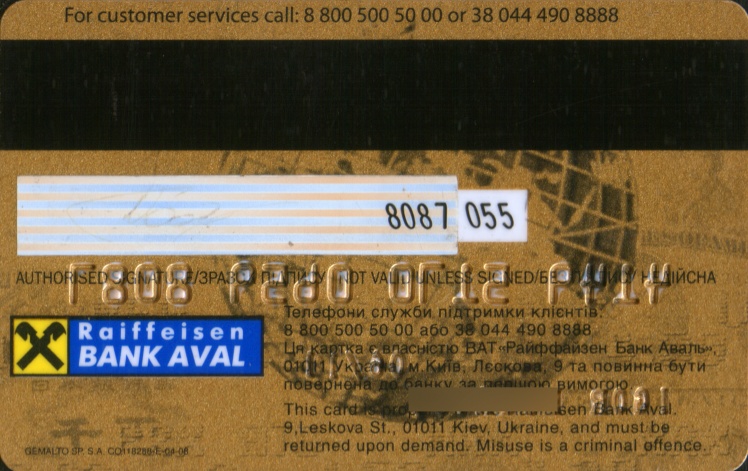 For customer services call: 8 800 500 50 00 or 38 044 490 8888
8087 055
AUTHORISED SIGNATURE/ЗРАЗОК ПІДПИСУ NOT VALID UNLESS SIGNED/БЕЗ ПІДПИСУ НЕДІЙСНА
Raiffeisen
BANK AVAL
Телефони служби підтримки клієнтів:
8 800 500 50 00 або 38 044 490 8888
Ця картка є власністю ВАТ «Райффайзен Банк Аваль»,
01011 Україна, м.Київ, Лєскова, 9 та повинна бути
повернена до банку за першою вимогою.
This card is Bank Aval.
9,Leskova St., 01011 Kiev, Ukraine, and must be
returned upon demand. Misuse is a criminal offence.
GEMALTO SP. S.A.